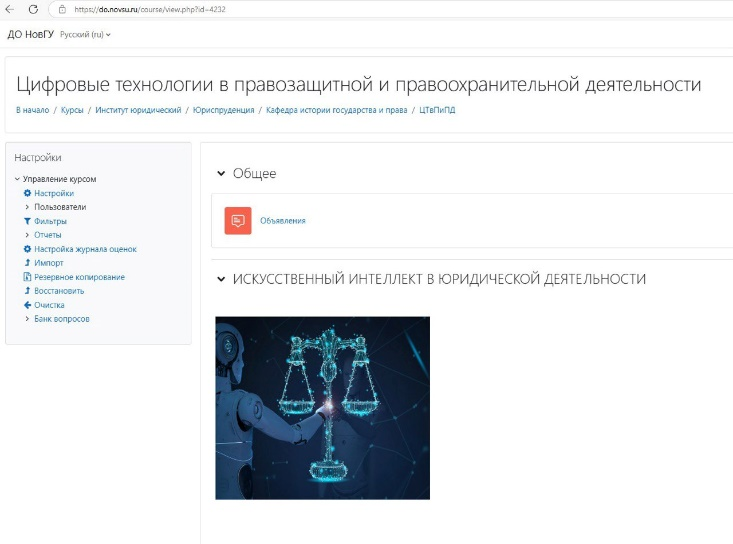 https://do.novsu.ru/course/view.php?id=4232
ДО НовГУ Русский (ru)
Цифровые технологии в правозащитной и правоохранительной деятельности
В начало / Курсы / Институт юридический / Юриспруденция / Кафедра истории государства и права / ЦТвПиПД
Настройки
Управление курсом
Настройки
Пользователи
Фильтры
Отчеты
Настройка журнала оценок
Импорт
Резервное копирование
Восстановить
Очистка
Банк вопросов
Общее
Объявления
ИСКУССТВЕННЫЙ ИНТЕЛЛЕКТ В ЮРИДИЧЕСКОЙ ДЕЯТЕЛЬНОСТИ